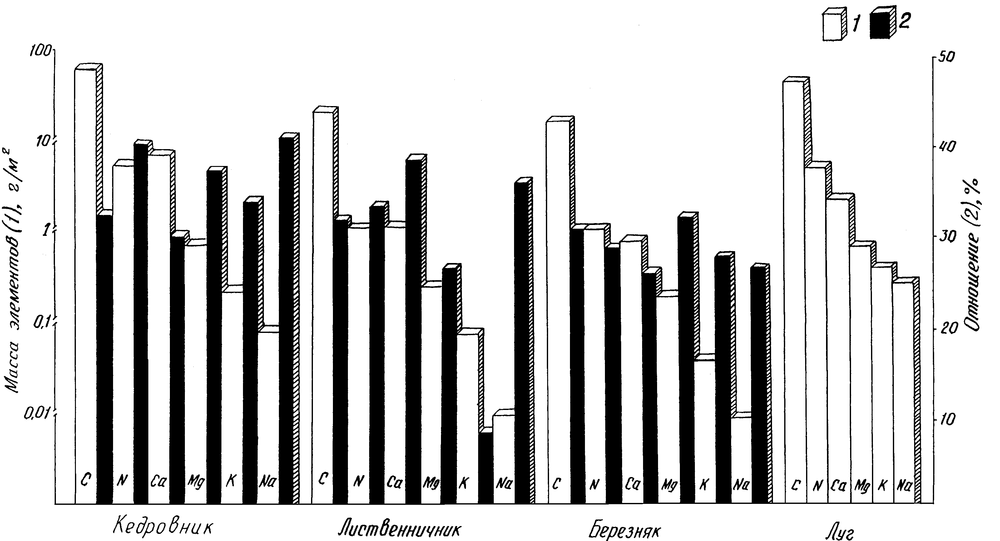 1 2
100
10
1
0,1
0,01
Масса элементов (1), г/м²
50
40
30
20
10
Отношение (2), %
C N Ca Mg K Na
C N Ca Mg K Na
C N Ca Mg K Na
C N Ca Mg K Na
Кедровник
Лиственничник
Березняк
Луг